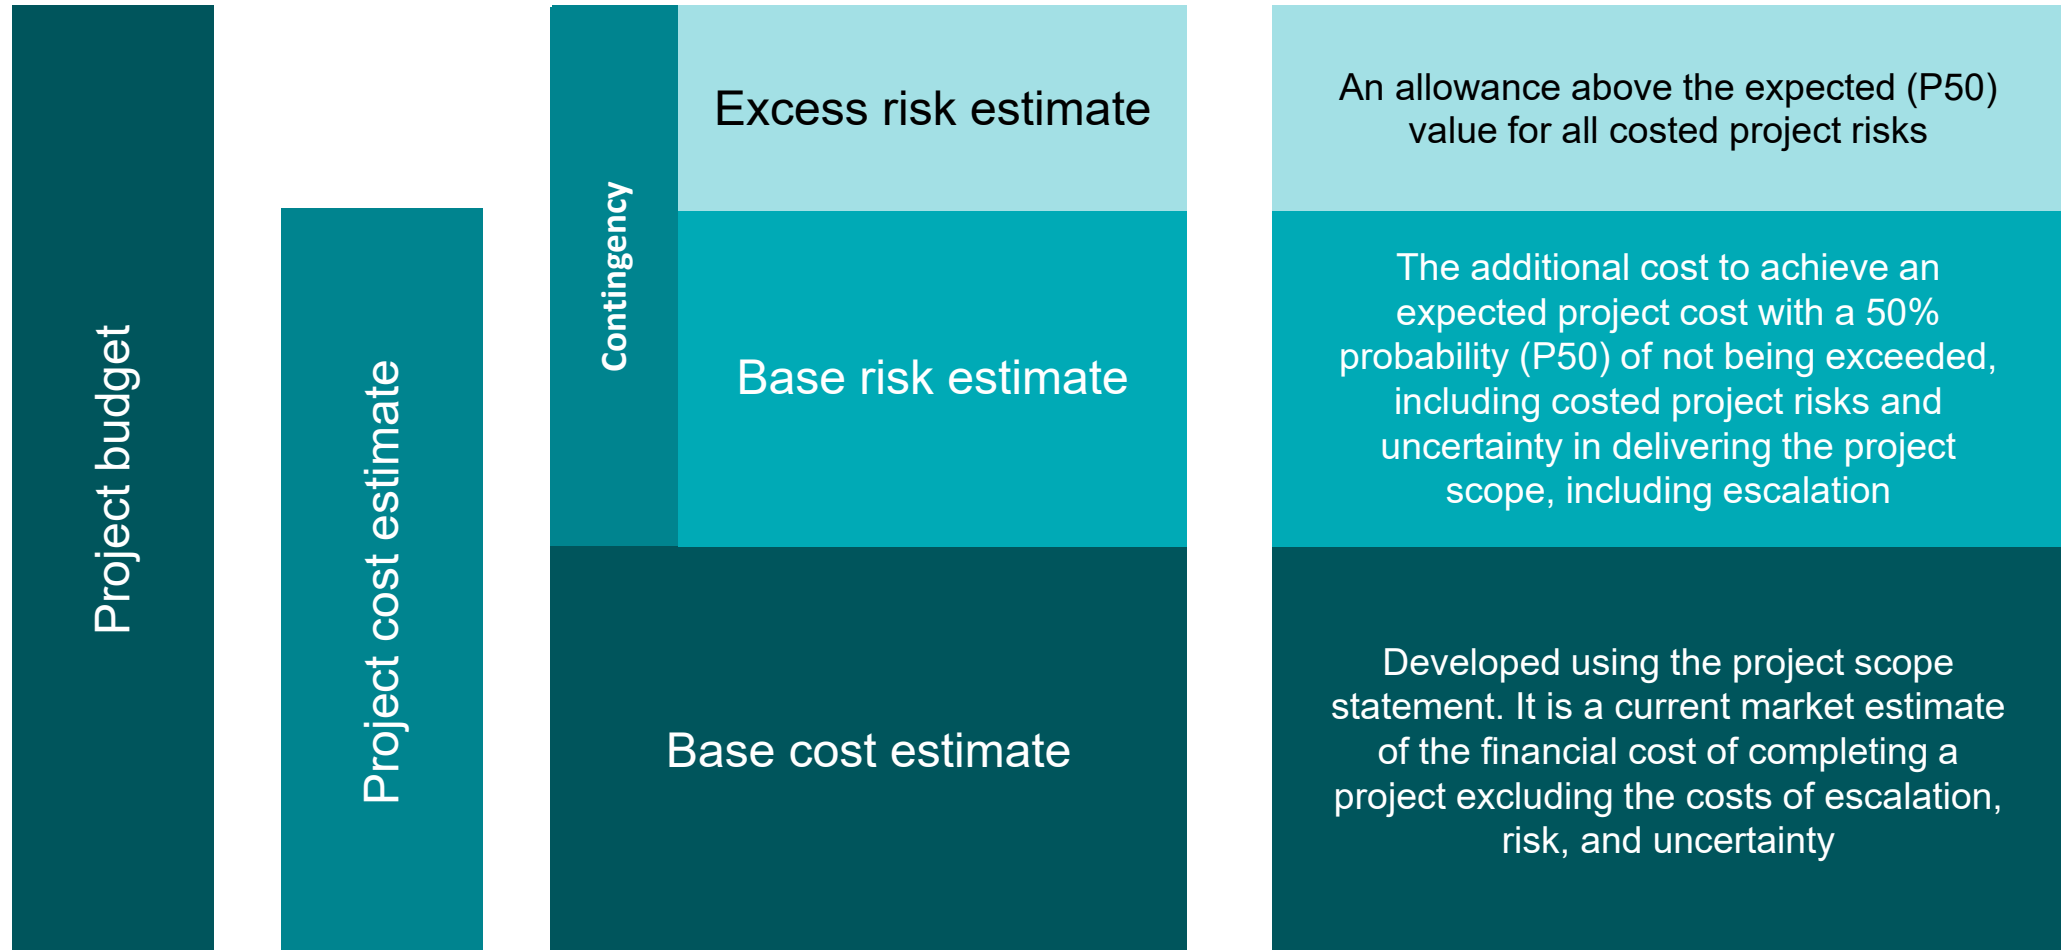 Project budget
Project cost estimate
Contingency
Excess risk estimate
An allowance above the expected (P50)
value for all costed project risks
Base risk estimate
The additional cost to achieve an
expected project cost with a 50%
probability (P50) of not being exceeded,
including costed project risks and
uncertainty in delivering the project
scope, including escalation
Base cost estimate
Developed using the project scope
statement. It is a current market estimate
of the financial cost of completing a
project excluding the costs of escalation,
risk, and uncertainty